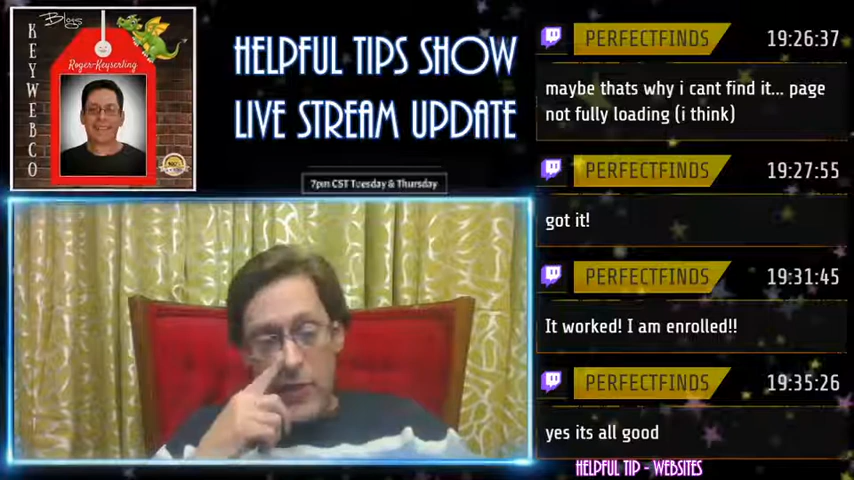 Blogs
KEYWEBCO
Roger-Keyserling
HELPFUL TIPS SHOW
LIVE STREAM UPDATE
7pm CST Tuesday & Thursday
PERFECTFINDS 19:26:37
maybe thats why i cant find it... page
not fully loading (i think)
PERFECTFINDS 19:27:55
got it!
PERFECTFINDS 19:31:45
It worked! I am enrolled!!
PERFECTFINDS 19:35:26
yes its all good
HELPFUL TIP - WEBSITES